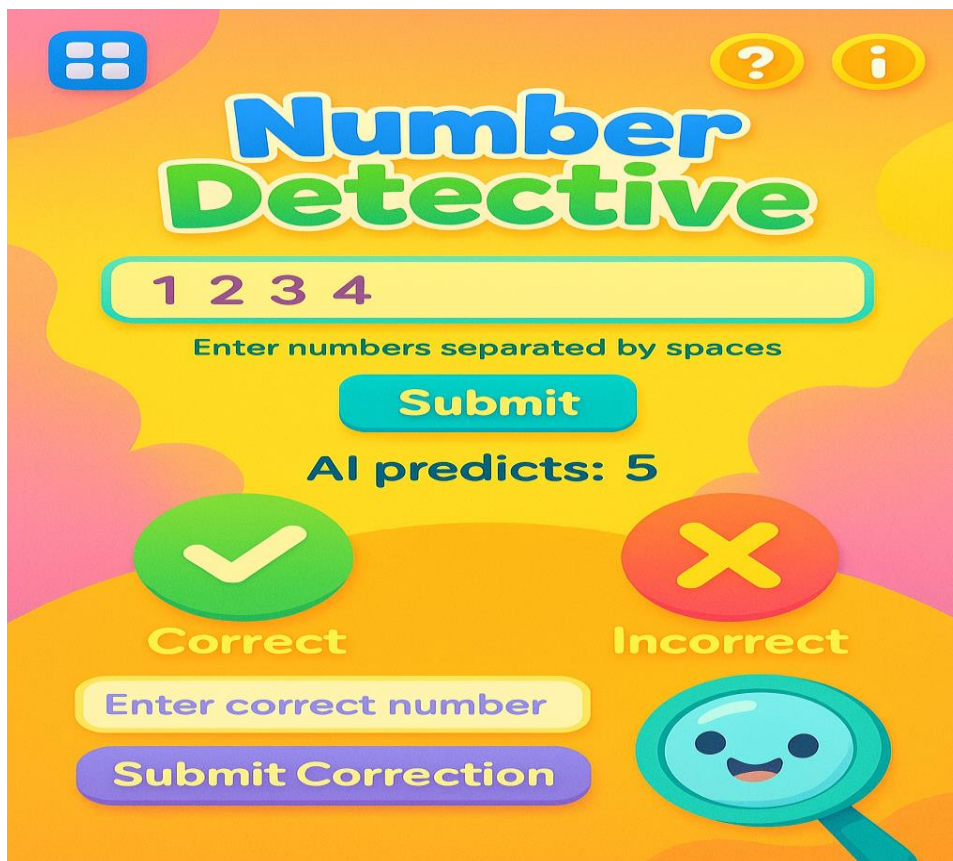 ?
i
Number
Detective
1 2 3 4
Enter numbers separated by spaces
Submit
AI predicts: 5
Correct
Incorrect
Enter correct number
Submit Correction